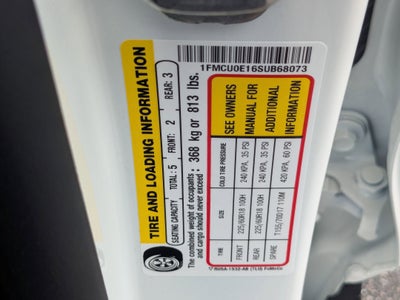 1FMCU0E16SUB68073
TIRE AND LOADING INFORMATION
SEATING CAPACITY TOTAL: 5 FRONT: 2 REAR: 3
The combined weight of occupants : 368 kg or 813 lbs.
and cargo should never exceed :
TIRE SIZE COLD TIRE PRESSURE
FRONT 225/60R18 100H 240 KPA, 35 PSI
REAR 225/60R18 100H 240 KPA, 35 PSI
SPARE T155/70D17 110M 420 KPA, 60 PSI
SEE OWNERS
MANUAL FOR
ADDITIONAL
INFORMATION